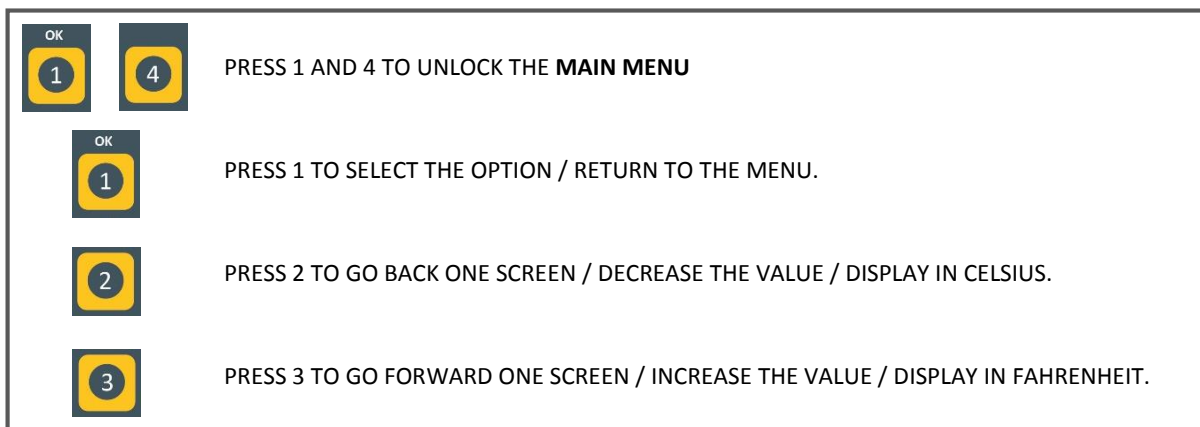 OK
1 4 PRESS 1 AND 4 TO UNLOCK THE MAIN MENU
OK
1 PRESS 1 TO SELECT THE OPTION / RETURN TO THE MENU.
2 PRESS 2 TO GO BACK ONE SCREEN / DECREASE THE VALUE / DISPLAY IN CELSIUS.
3 PRESS 3 TO GO FORWARD ONE SCREEN / INCREASE THE VALUE / DISPLAY IN FAHRENHEIT.